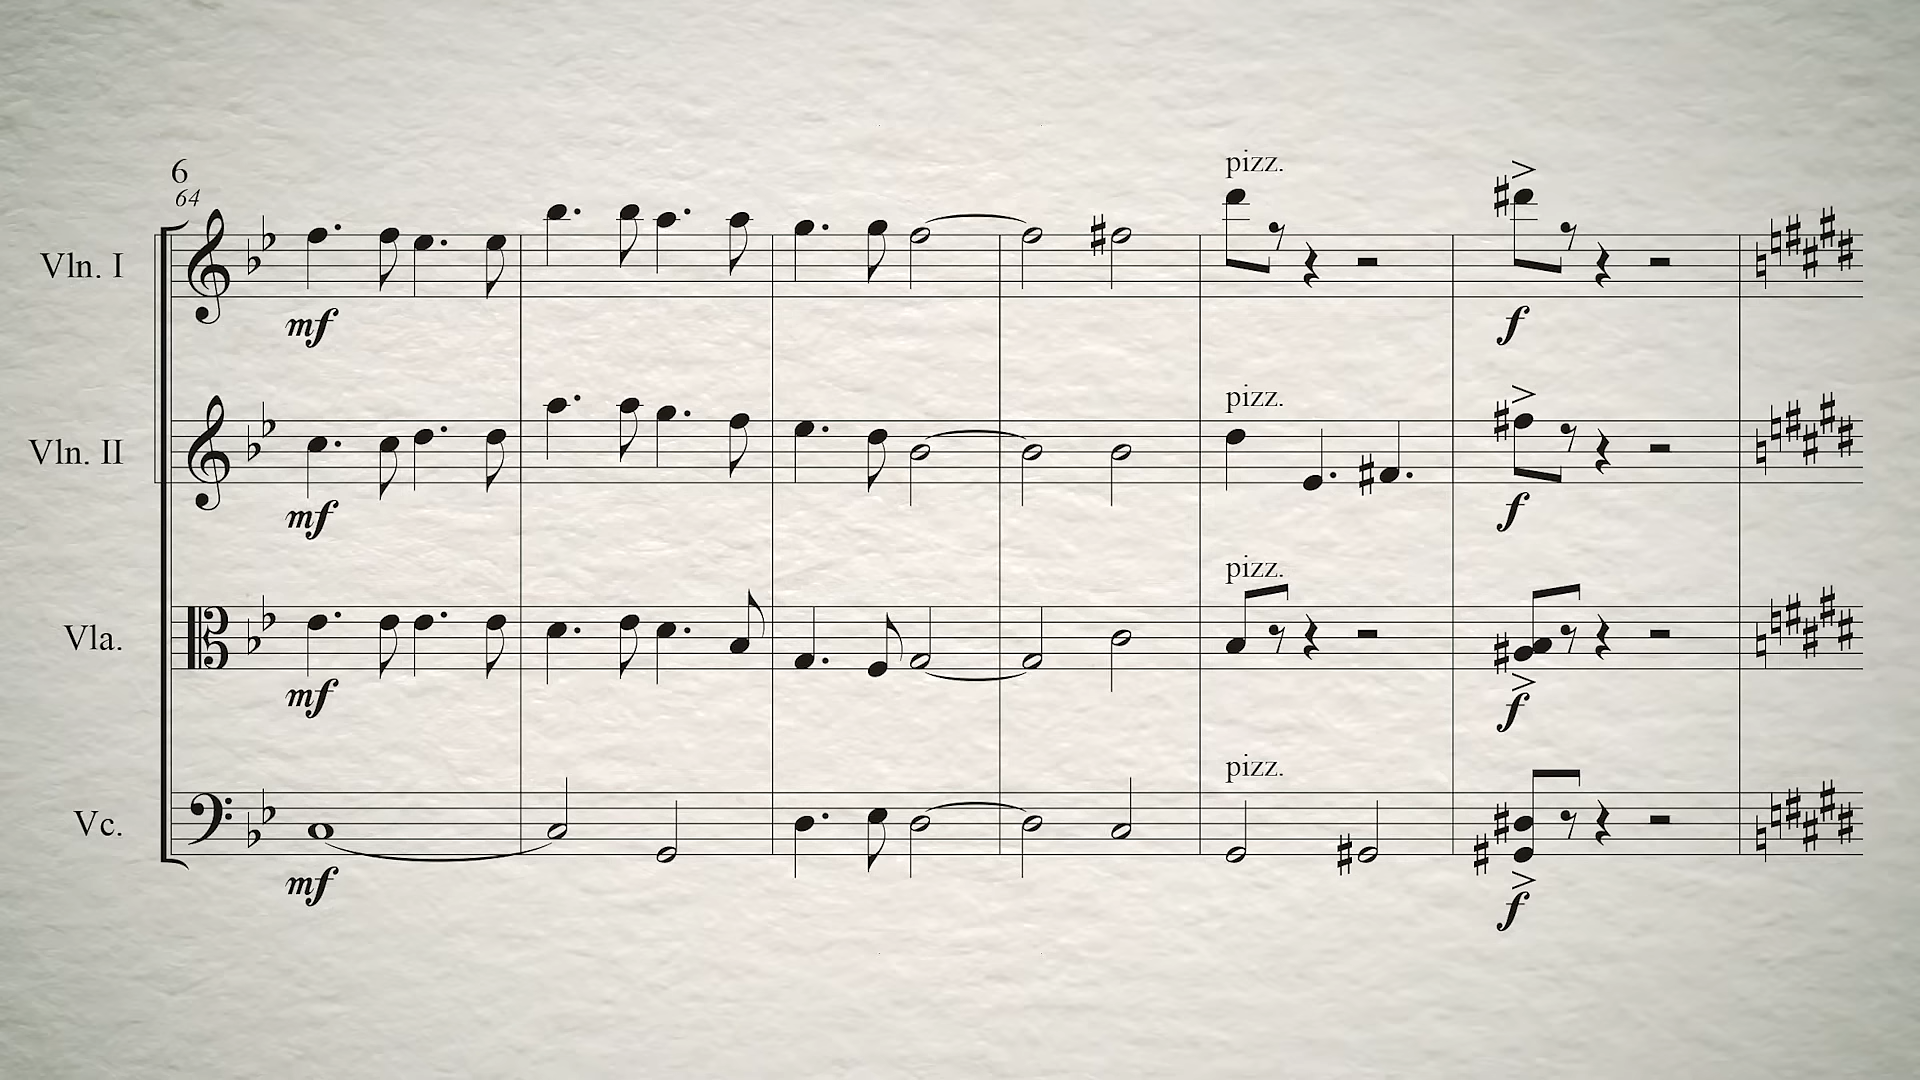 6
64
pizz.
Vln. I
mf
f
pizz.
Vln. II
mf
f
pizz.
Vla.
mf
f
pizz.
Vc.
mf
f